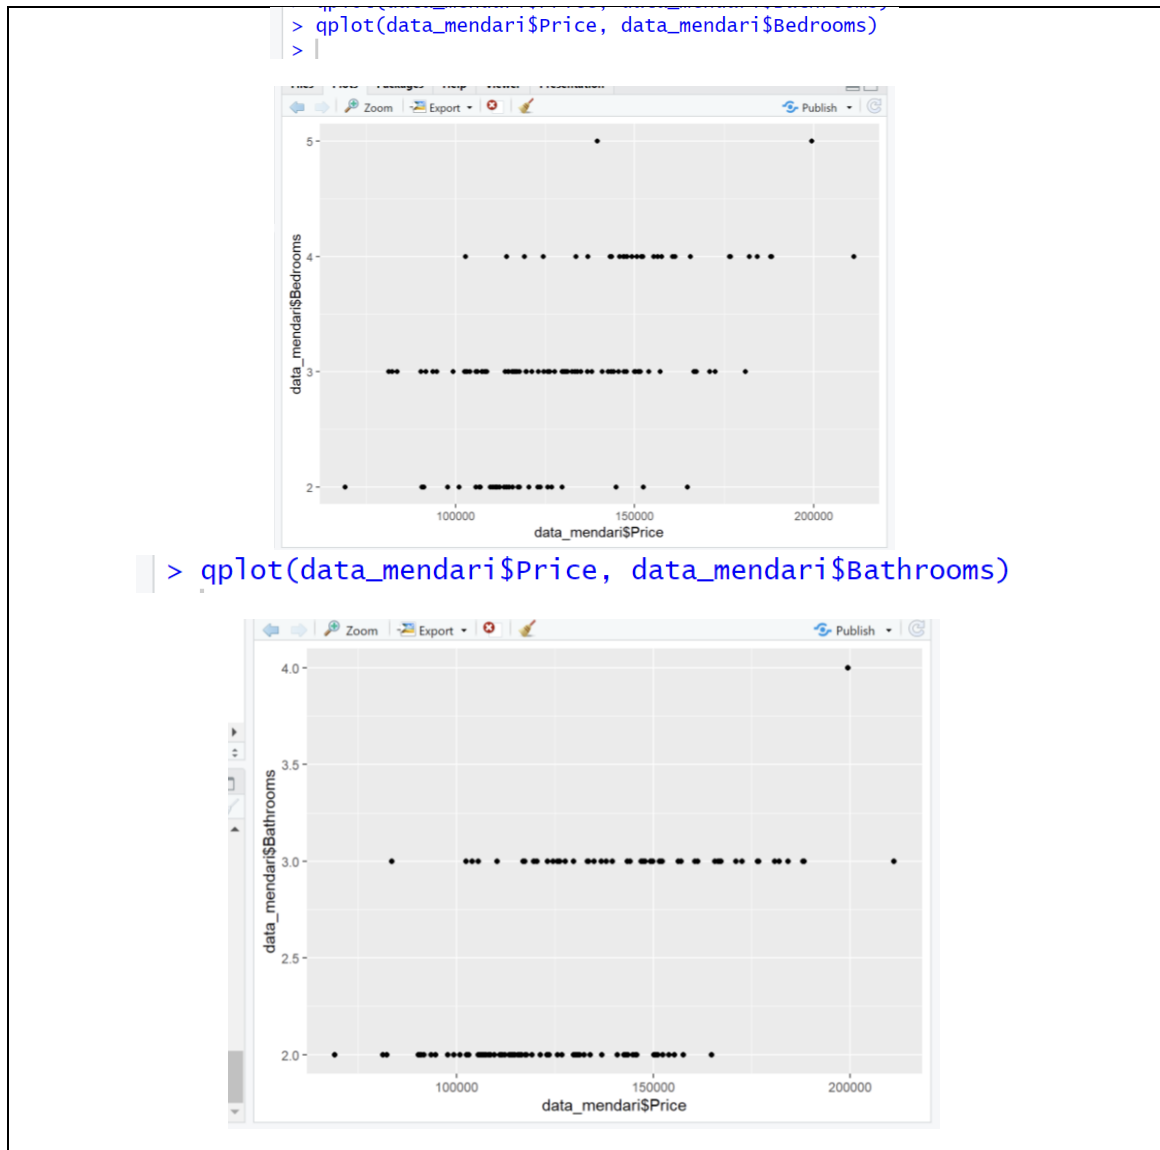 > qplot(data_mendari$Price, data_mendari$Bedrooms)
>
Zoom Export Publish
5
4
3
2
data_mendari$Bedrooms
100000 150000 200000
data_mendari$Price
> qplot(data_mendari$Price, data_mendari$Bathrooms)
Zoom Export Publish
4.0
3.5
3.0
2.5
2.0
data_mendari$Bathrooms
100000 150000 200000
data_mendari$Price